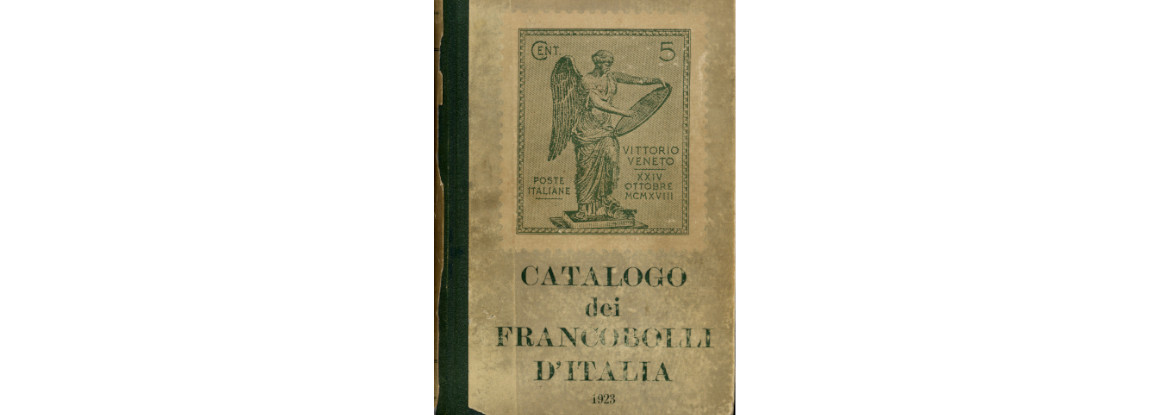 CENT. 5
VITTORIO
VENETO
XXIV
OTTOBRE
MCMXVIII
POSTE
ITALIANE
CATALOGO
dei
FRANCOBOLLI
D'ITALIA
1923